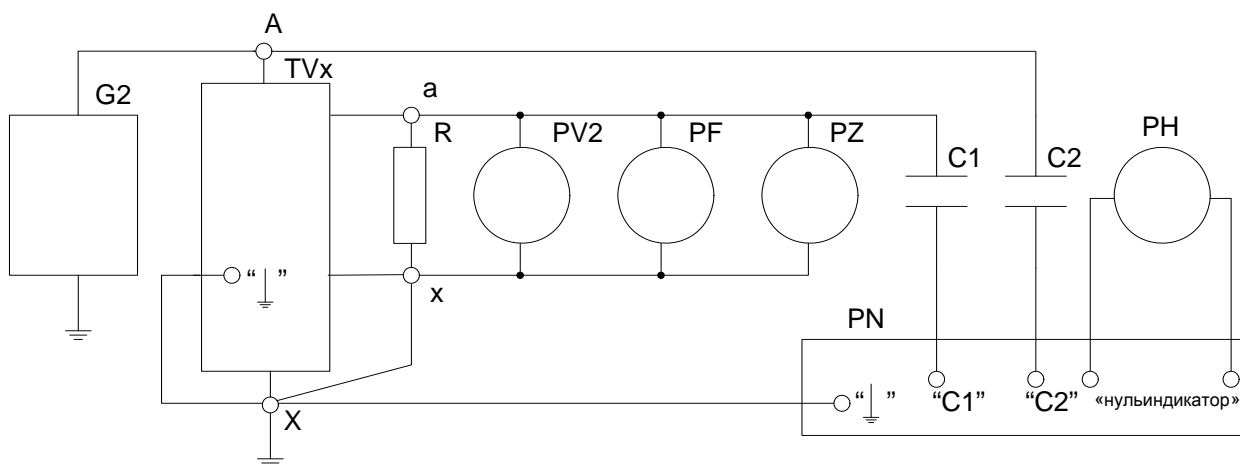 A
TVx
G2
a
R
PV2
PF
PZ
C1
C2
PH
“ ”
x
PN
X
“ ”
“C1”
“C2”
«нульиндикатор»